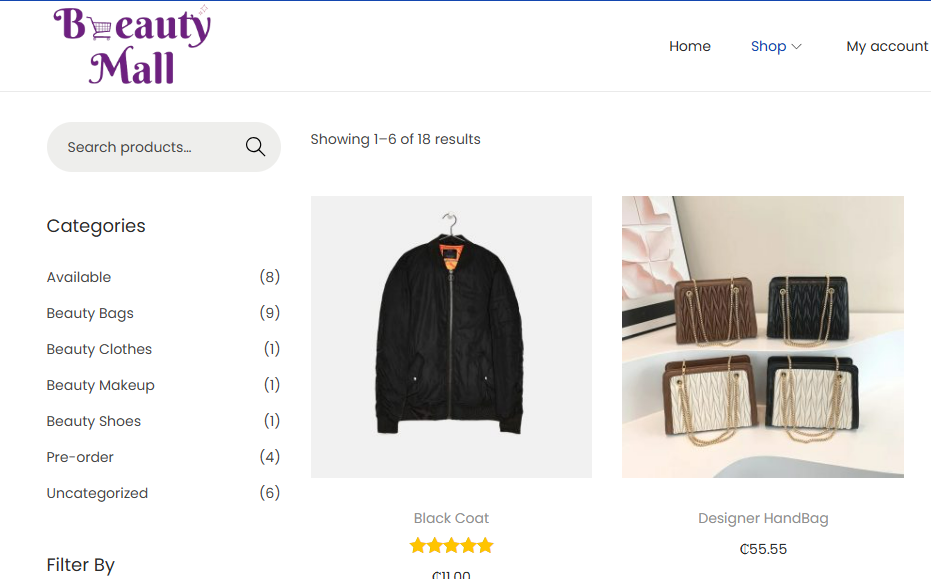 Beauty
Mall
Home
Shop
My account
Search products…
Showing 1–6 of 18 results
Categories
Available (8)
Beauty Bags (9)
Beauty Clothes (1)
Beauty Makeup (1)
Beauty Shoes (1)
Pre-order (4)
Uncategorized (6)
Filter By
Black Coat
₵11.00
Designer HandBag
₵55.55